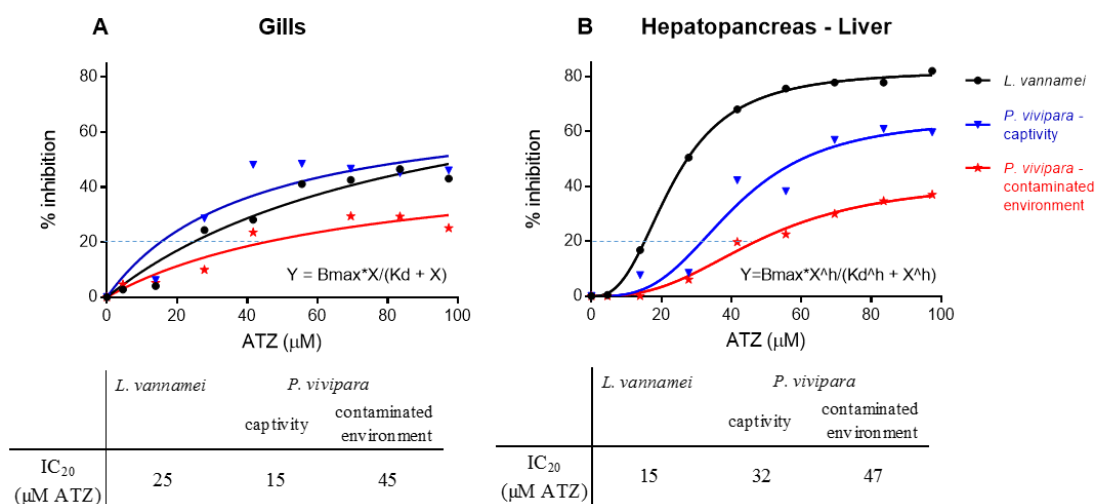 A
Gills
% inhibition
80
60
40
20
0
Y = Bmax*X/(Kd + X)
0 20 40 60 80 100
ATZ (μM)
L. vannamei
P. vivipara
captivity
contaminated
environment
IC20
(μM ATZ)
25
15
45
B
Hepatopancreas - Liver
% inhibition
80
60
40
20
0
Y=Bmax*X^h/(Kd^h + X^h)
0 20 40 60 80 100
ATZ (μM)
L. vannamei
P. vivipara -
captivity
P. vivipara -
contaminated
environment
L. vannamei
P. vivipara
captivity
contaminated
environment
IC20
(μM ATZ)
15
32
47